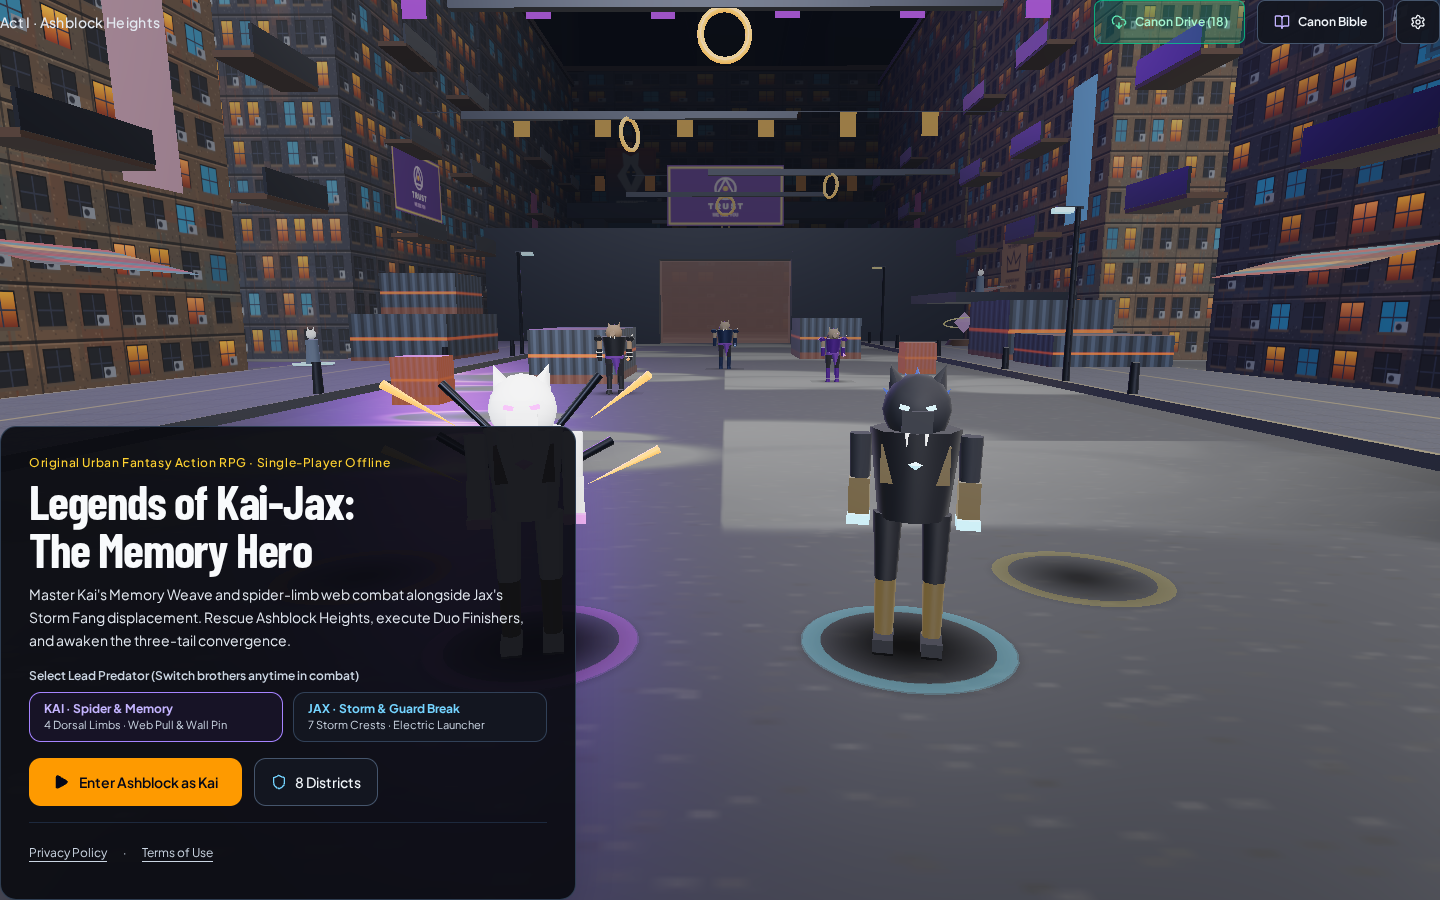 Act I · Ashblock Heights
Canon Drive (18)
Canon Bible
TRUST
TRUST
Original Urban Fantasy Action RPG · Single-Player Offline
Legends of Kai-Jax:
The Memory Hero
Master Kai's Memory Weave and spider-limb web combat alongside Jax's
Storm Fang displacement. Rescue Ashblock Heights, execute Duo Finishers,
and awaken the three-tail convergence.
Select Lead Predator (Switch brothers anytime in combat)
KAI · Spider & Memory
4 Dorsal Limbs · Web Pull & Wall Pin
JAX · Storm & Guard Break
7 Storm Crests · Electric Launcher
Enter Ashblock as Kai
8 Districts
Privacy Policy · Terms of Use